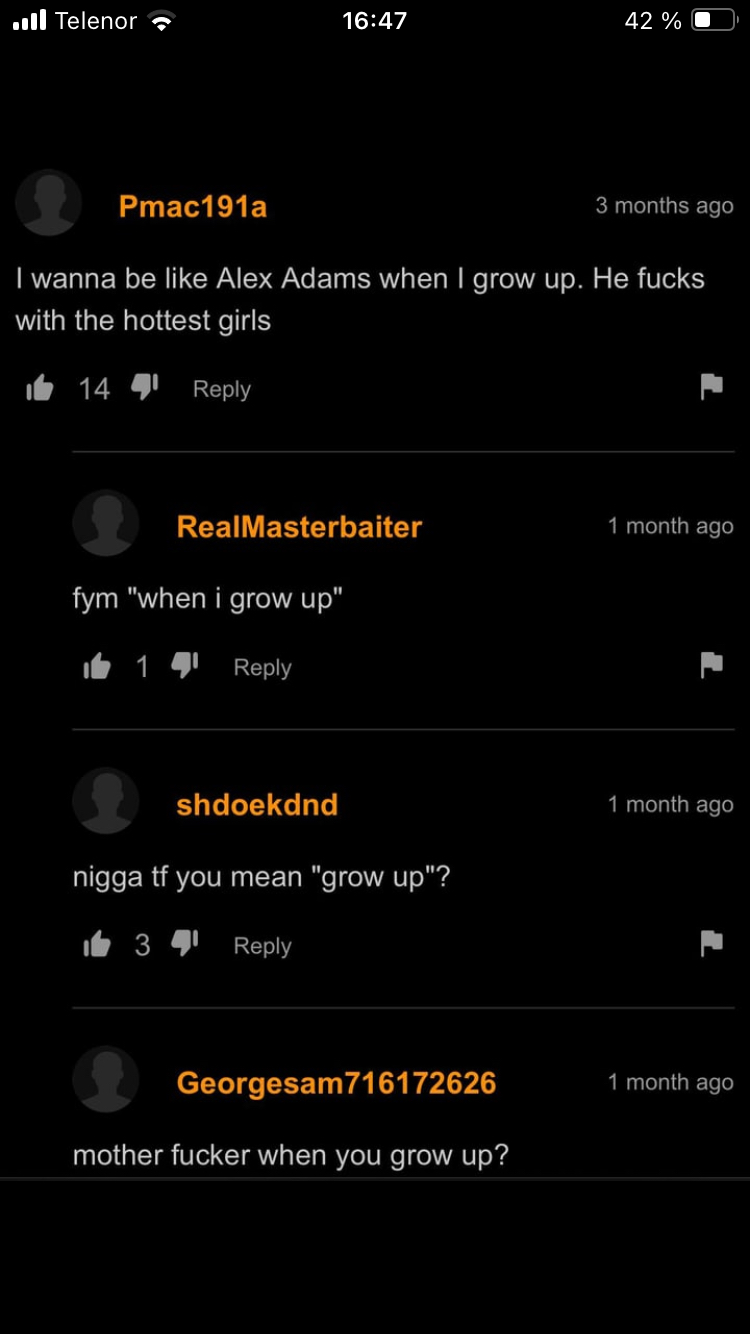 Telenor 16:47 42 %
Pmac191a 3 months ago
I wanna be like Alex Adams when I grow up. He fucks
with the hottest girls
14 Reply
RealMasterbaiter 1 month ago
fym "when i grow up"
1 Reply
shdoekdnd 1 month ago
nigga tf you mean "grow up"?
3 Reply
Georgesam716172626 1 month ago
mother fucker when you grow up?